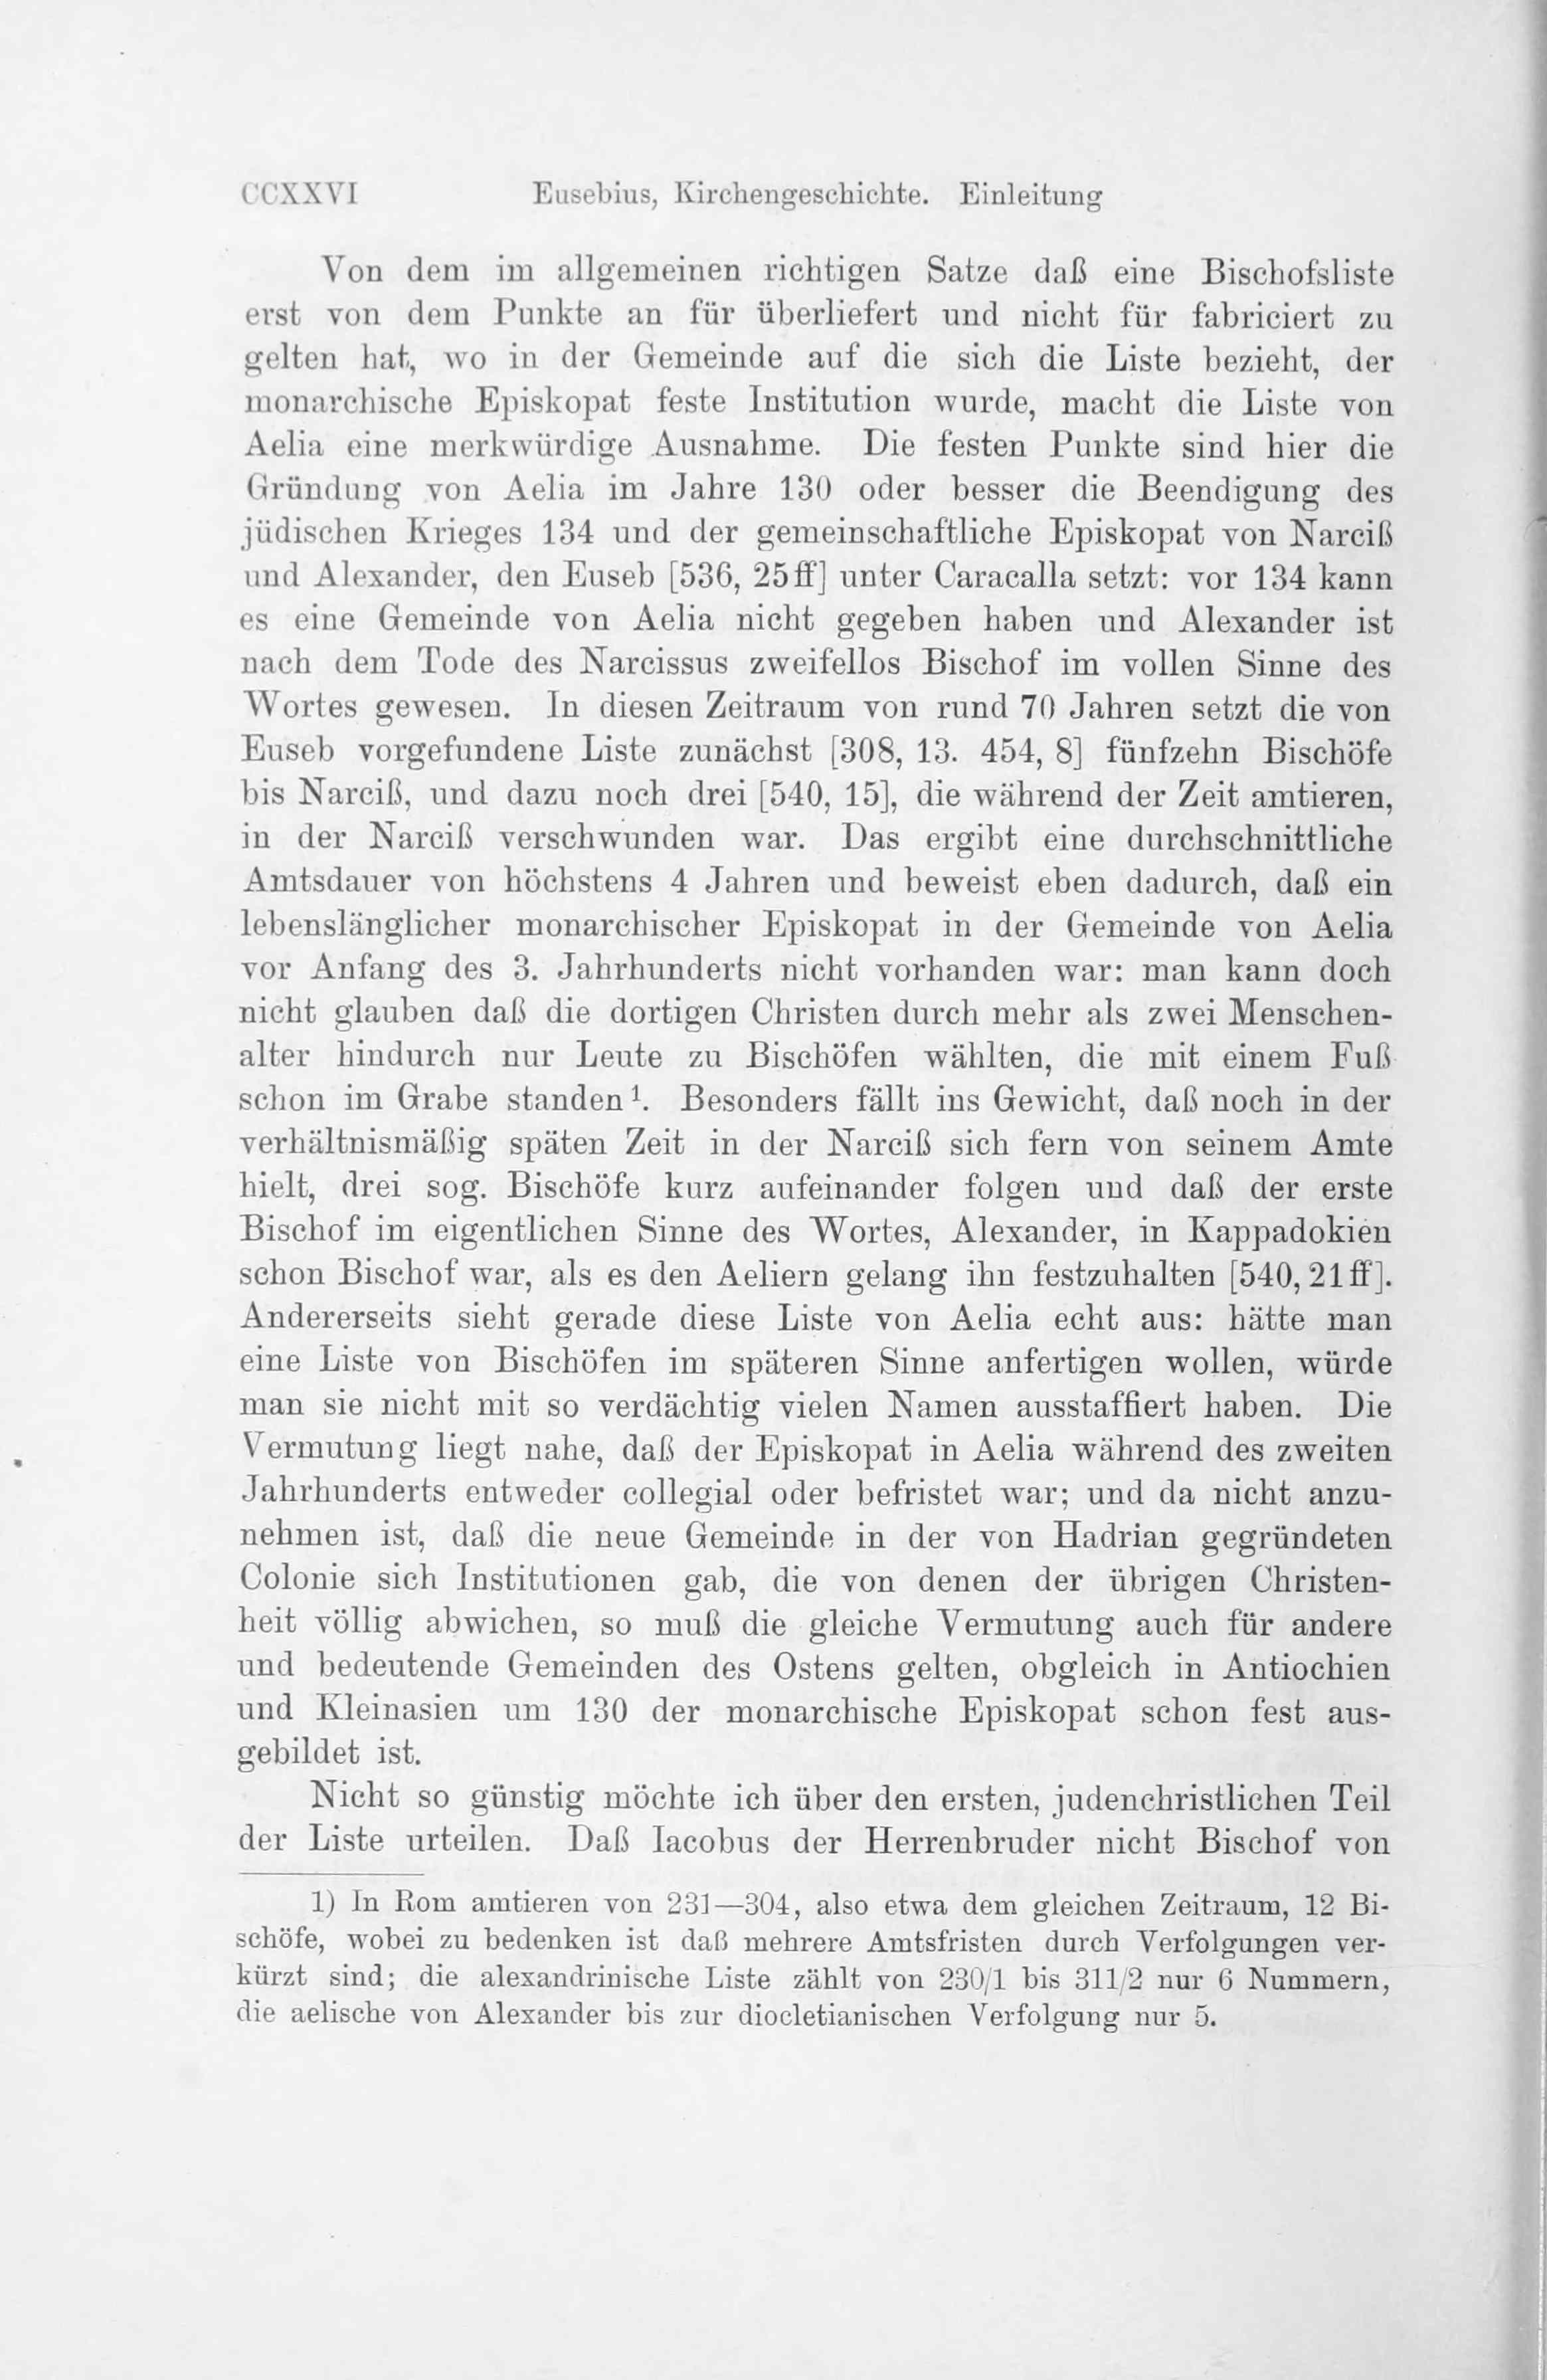 CCXXVI Eusebius, Kirchengeschichte. Einleitung
Von dem im allgemeinen richtigen Satze daß eine Bischofsliste
erst von dem Punkte an für überliefert und nicht für fabriciert zu
gelten hat, wo in der Gemeinde auf die sich die Liste bezieht, der
monarchische Episkopat feste Institution wurde, macht die Liste von
Aelia eine merkwürdige Ausnahme. Die festen Punkte sind hier die
Gründung von Aelia im Jahre 130 oder besser die Beendigung des
jüdischen Krieges 134 und der gemeinschaftliche Episkopat von Narciß
und Alexander, den Euseb [536, 25ff] unter Caracalla setzt: vor 134 kann
es eine Gemeinde von Aelia nicht gegeben haben und Alexander ist
nach dem Tode des Narcissus zweifellos Bischof im vollen Sinne des
Wortes gewesen. In diesen Zeitraum von rund 70 Jahren setzt die von
Euseb vorgefundene Liste zunächst [308, 13. 454, 8] fünfzehn Bischöfe
bis Narciß, und dazu noch drei [540, 15], die während der Zeit amtieren,
in der Narciß verschwunden war. Das ergibt eine durchschnittliche
Amtsdauer von höchstens 4 Jahren und beweist eben dadurch, daß ein
lebenslänglicher monarchischer Episkopat in der Gemeinde von Aelia
vor Anfang des 3. Jahrhunderts nicht vorhanden war: man kann doch
nicht glauben daß die dortigen Christen durch mehr als zwei Menschen-
alter hindurch nur Leute zu Bischöfen wählten, die mit einem Fuß
schon im Grabe standen¹. Besonders fällt ins Gewicht, daß noch in der
verhältnismäßig späten Zeit in der Narciß sich fern von seinem Amte
hielt, drei sog. Bischöfe kurz aufeinander folgen und daß der erste
Bischof im eigentlichen Sinne des Wortes, Alexander, in Kappadokien
schon Bischof war, als es den Aeliern gelang ihn festzuhalten [540, 21ff].
Andererseits sieht gerade diese Liste von Aelia echt aus: hätte man
eine Liste von Bischöfen im späteren Sinne anfertigen wollen, würde
man sie nicht mit so verdächtig vielen Namen ausstaffiert haben. Die
Vermutung liegt nahe, daß der Episkopat in Aelia während des zweiten
Jahrhunderts entweder collegial oder befristet war; und da nicht anzu-
nehmen ist, daß die neue Gemeinde in der von Hadrian gegründeten
Colonie sich Institutionen gab, die von denen der übrigen Christen-
heit völlig abwichen, so muß die gleiche Vermutung auch für andere
und bedeutende Gemeinden des Ostens gelten, obgleich in Antiochien
und Kleinasien um 130 der monarchische Episkopat schon fest aus-
gebildet ist.
Nicht so günstig möchte ich über den ersten, judenchristlichen Teil
der Liste urteilen. Daß Iacobus der Herrenbruder nicht Bischof von
1) In Rom amtieren von 231—304, also etwa dem gleichen Zeitraum, 12 Bi-
schöfe, wobei zu bedenken ist daß mehrere Amtsfristen durch Verfolgungen ver-
kürzt sind; die alexandrinische Liste zählt von 230/1 bis 311/2 nur 6 Nummern,
die aelische von Alexander bis zur diocletianischen Verfolgung nur 5.